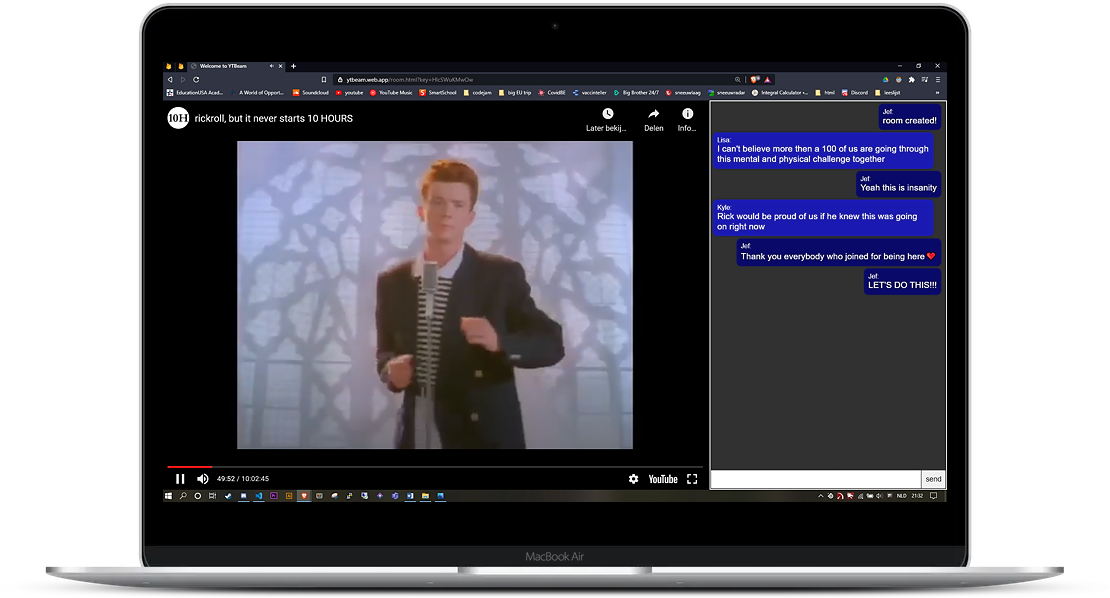 Welcome to YTBeam
ytbeam.web.app/room.html?key=HIcSWuKMwOw
EducationUSA Acad... A World of Opport... Soundcloud youtube YouTube Music SmartSchool codejam big EU trip CovidBE vaccinteller Big Brother 24/7 sneeuwlaag sneeuwradar Integral Calculator •... html Discord leeslijst »
10H rickroll, but it never starts 10 HOURS
Later bekij... Delen Info...
Jef:
room created!
Lisa:
I can't believe more then a 100 of us are going through
this mental and physical challenge together
Jef:
Yeah this is insanity
Kyle:
Rick would be proud of us if he knew this was going
on right now
Jef:
Thank you everybody who joined for being here ❤
Jef:
LET'S DO THIS!!!
49:52 / 10:02:45 YouTube
send
NLD 21:32
MacBook Air